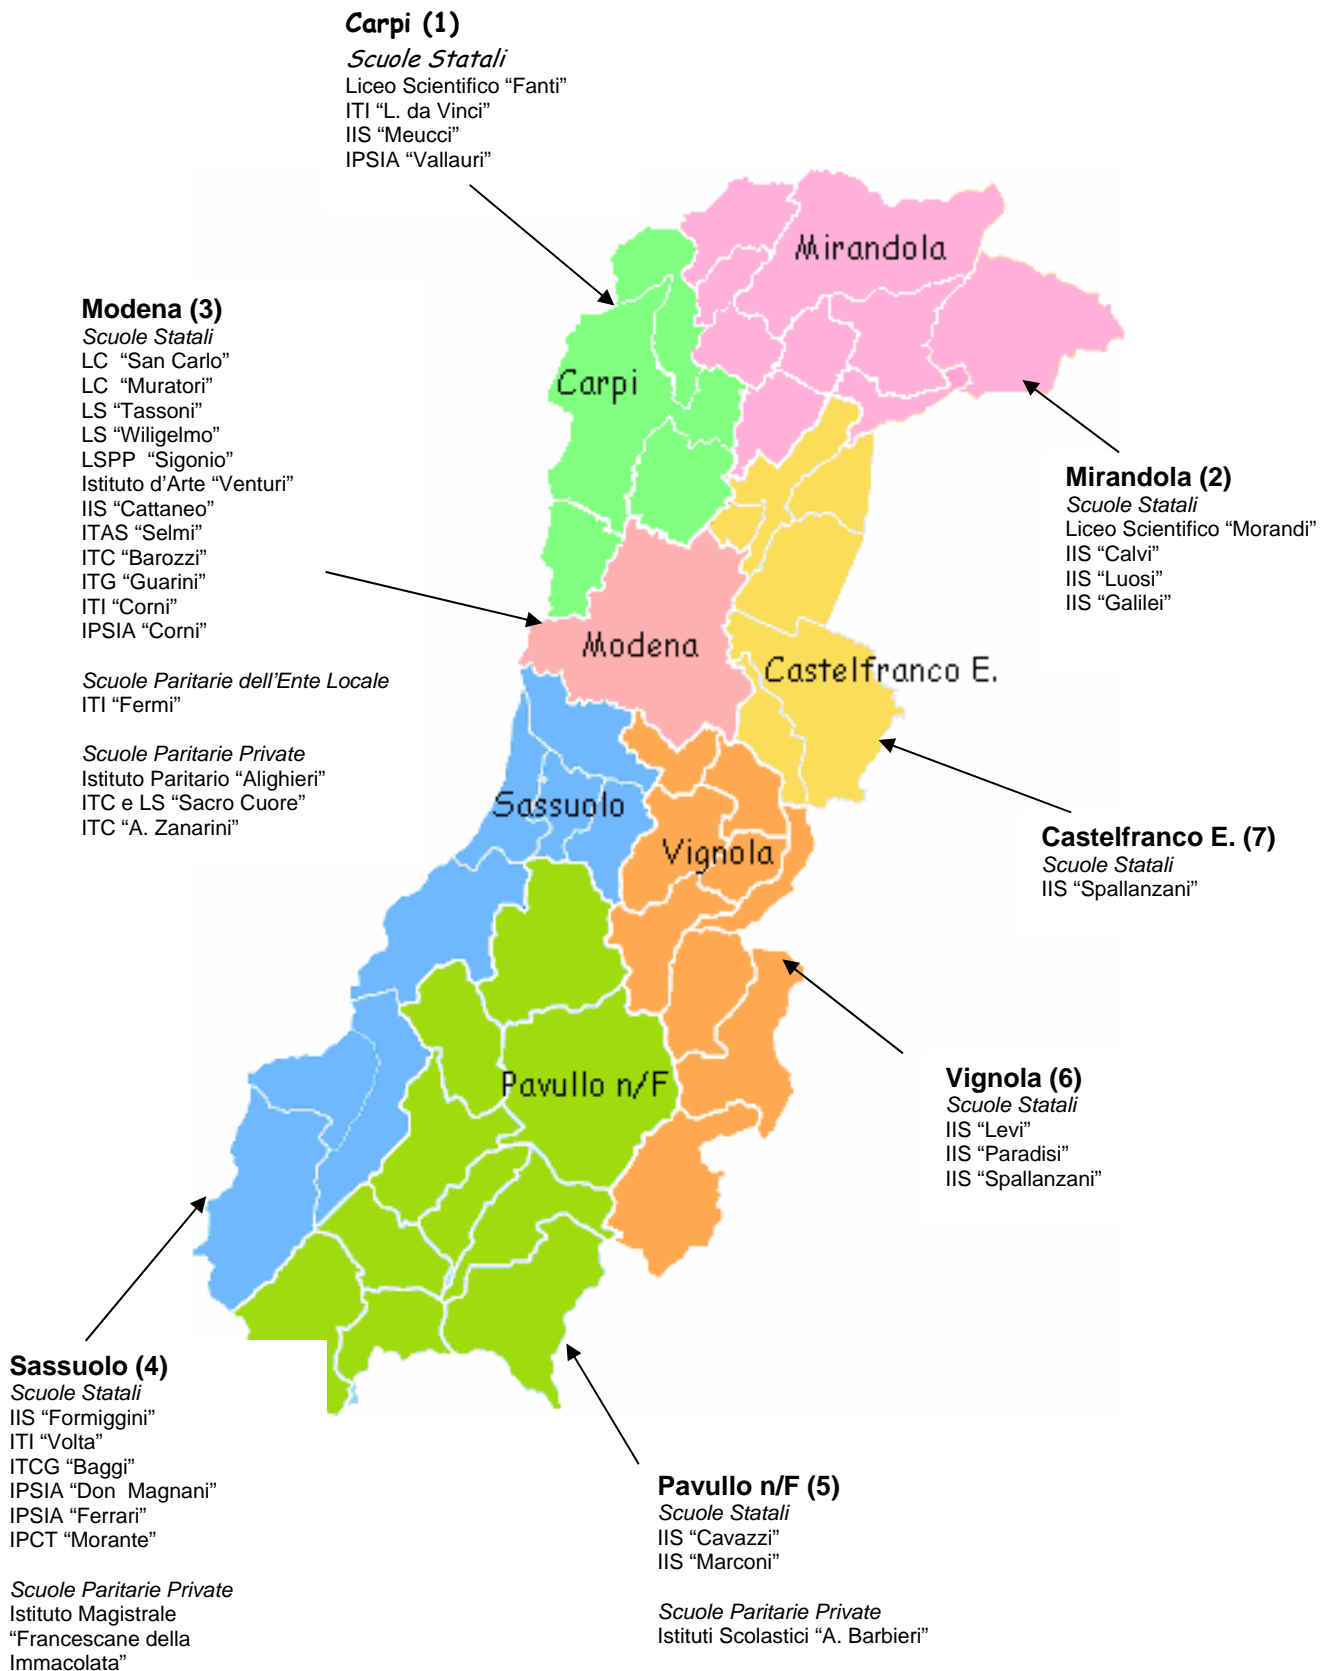 Carpi (1)
Scuole Statali
Liceo Scientifico “Fanti”
ITI “L. da Vinci”
IIS “Meucci”
IPSIA “Vallauri”
Mirandola
Modena (3)
Scuole Statali
LC “San Carlo”
LC “Muratori”
LS “Tassoni”
LS “Wiligelmo”
LSPP “Sigonio”
Istituto d’Arte “Venturi”
IIS “Cattaneo”
ITAS “Selmi”
ITC “Barozzi”
ITG “Guarini”
ITI “Corni”
IPSIA “Corni”
Scuole Paritarie dell’Ente Locale
ITI “Fermi”
Scuole Paritarie Private
Istituto Paritario “Alighieri”
ITC e LS “Sacro Cuore”
ITC “A. Zanarini”
Carpi
Mirandola (2)
Scuole Statali
Liceo Scientifico “Morandi”
IIS “Calvi”
IIS “Luosi”
IIS “Galilei”
Modena
Castelfranco E.
Sassuolo
Vignola
Castelfranco E. (7)
Scuole Statali
IIS “Spallanzani”
Pavullo n/F
Vignola (6)
Scuole Statali
IIS “Levi”
IIS “Paradisi”
IIS “Spallanzani”
Sassuolo (4)
Scuole Statali
IIS “Formiggini”
ITI “Volta”
ITCG “Baggi”
IPSIA “Don Magnani”
IPSIA “Ferrari”
IPCT “Morante”
Scuole Paritarie Private
Istituto Magistrale
“Francescane della
Immacolata”
Pavullo n/F (5)
Scuole Statali
IIS “Cavazzi”
IIS “Marconi”
Scuole Paritarie Private
Istituti Scolastici “A. Barbieri”